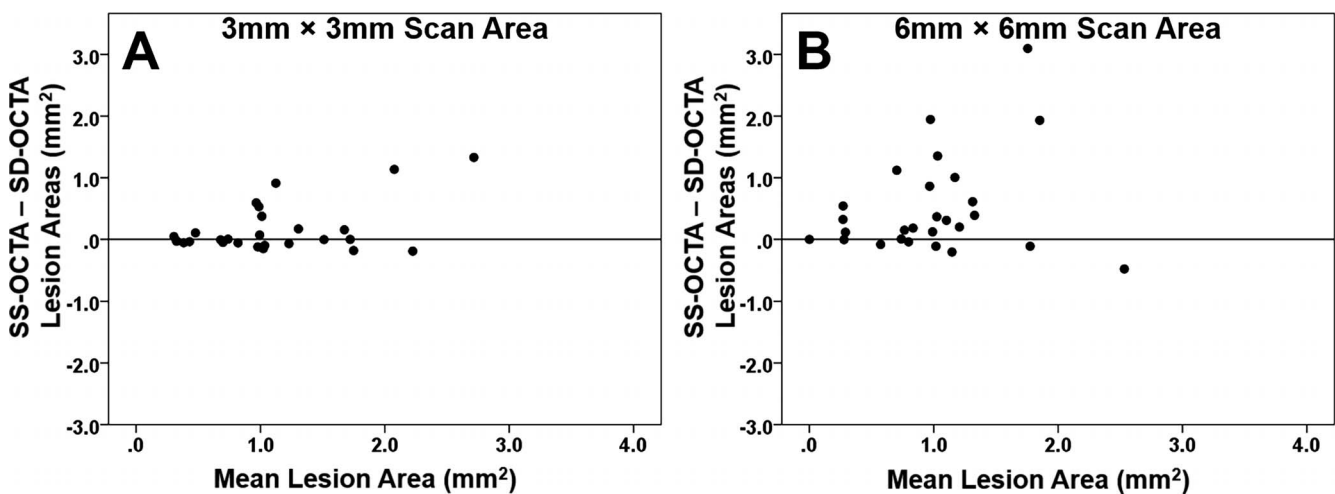 A
3mm × 3mm Scan Area
SS-OCTA – SD-OCTA
Lesion Areas (mm²)
3.0
2.0
1.0
.0
-1.0
-2.0
-3.0
.0 1.0 2.0 3.0 4.0
Mean Lesion Area (mm²)
B
6mm × 6mm Scan Area
SS-OCTA – SD-OCTA
Lesion Areas (mm²)
3.0
2.0
1.0
.0
-1.0
-2.0
-3.0
.0 1.0 2.0 3.0 4.0
Mean Lesion Area (mm²)